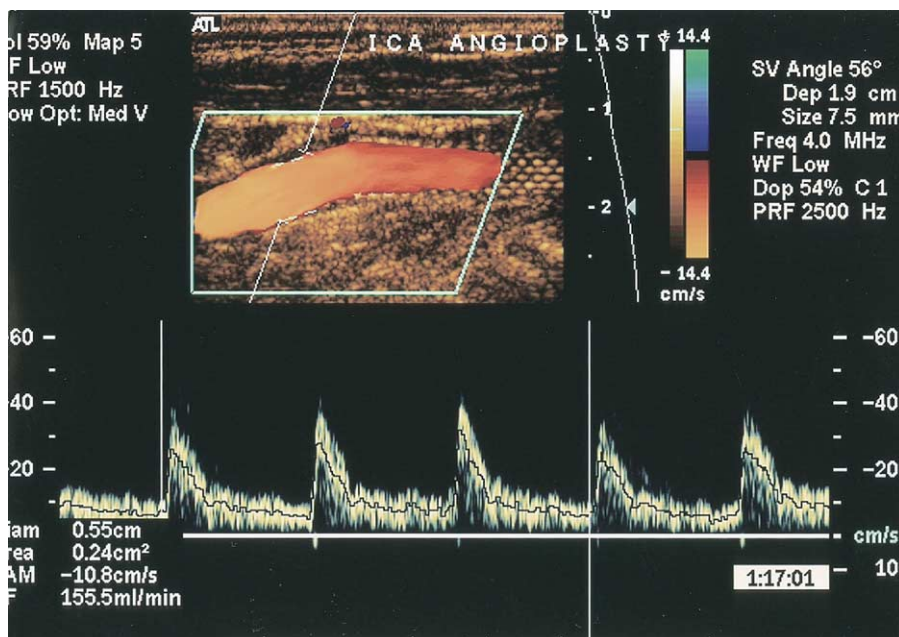 ATL
ICA ANGIOPLASTY
ol 59% Map 5
F Low
RF 1500 Hz
ow Opt: Med V
0
1
2
14.4
-14.4
cm/s
SV Angle 56°
Dep 1.9 cm
Size 7.5 mm
Freq 4.0 MHz
WF Low
Dop 54% C 1
PRF 2500 Hz
-60
-40
-20
-60
-40
-20
cm/s
10
iam 0.55cm
rea 0.24cm²
AM -10.8cm/s
F 155.5ml/min
1:17:01